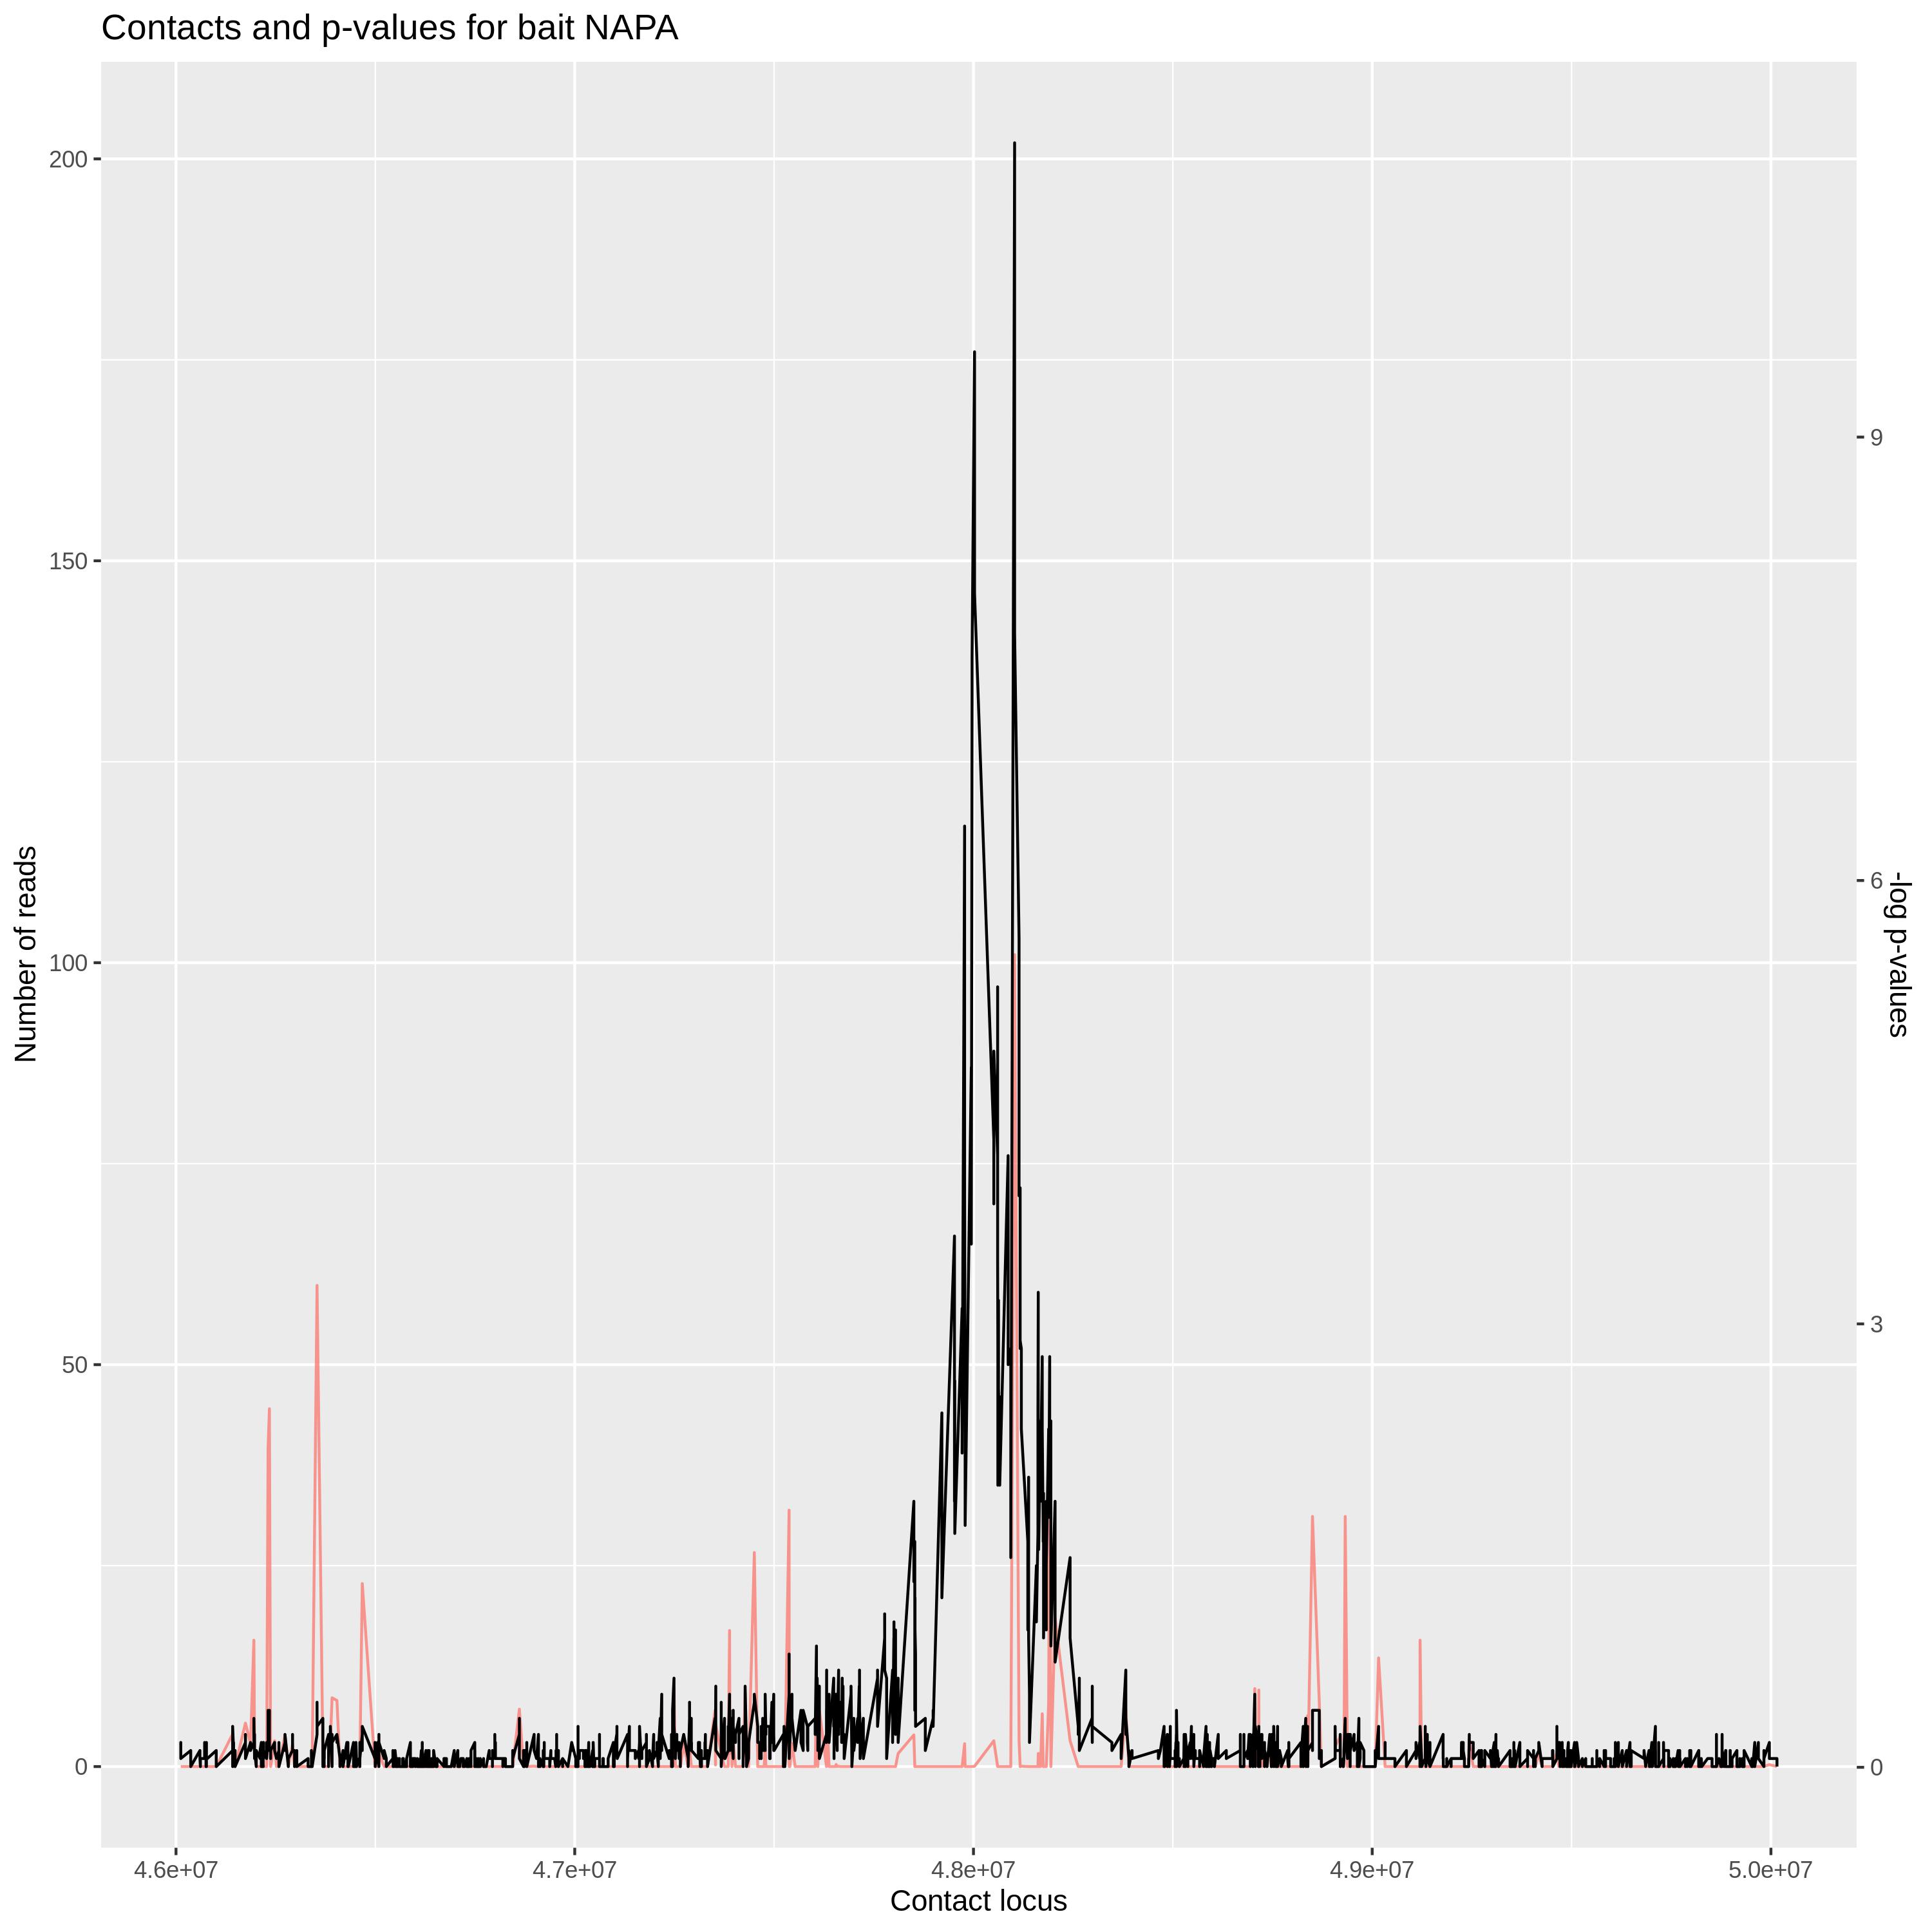 Contacts and p-values for bait NAPA
200
150
100
50
0
Number of reads
9
6
3
0
-log p-values
4.6e+07
4.7e+07
4.8e+07
4.9e+07
5.0e+07
Contact locus